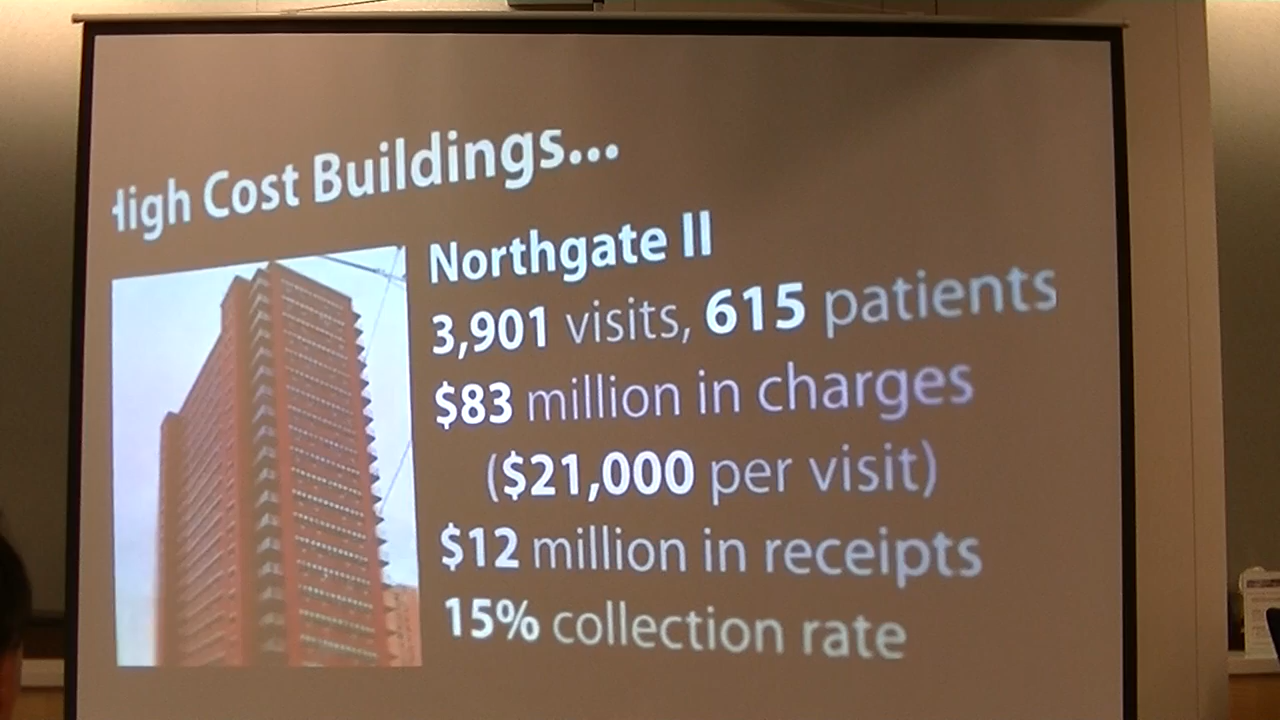 High Cost Buildings...
Northgate II
3,901 visits, 615 patients
$83 million in charges
($21,000 per visit)
$12 million in receipts
15% collection rate